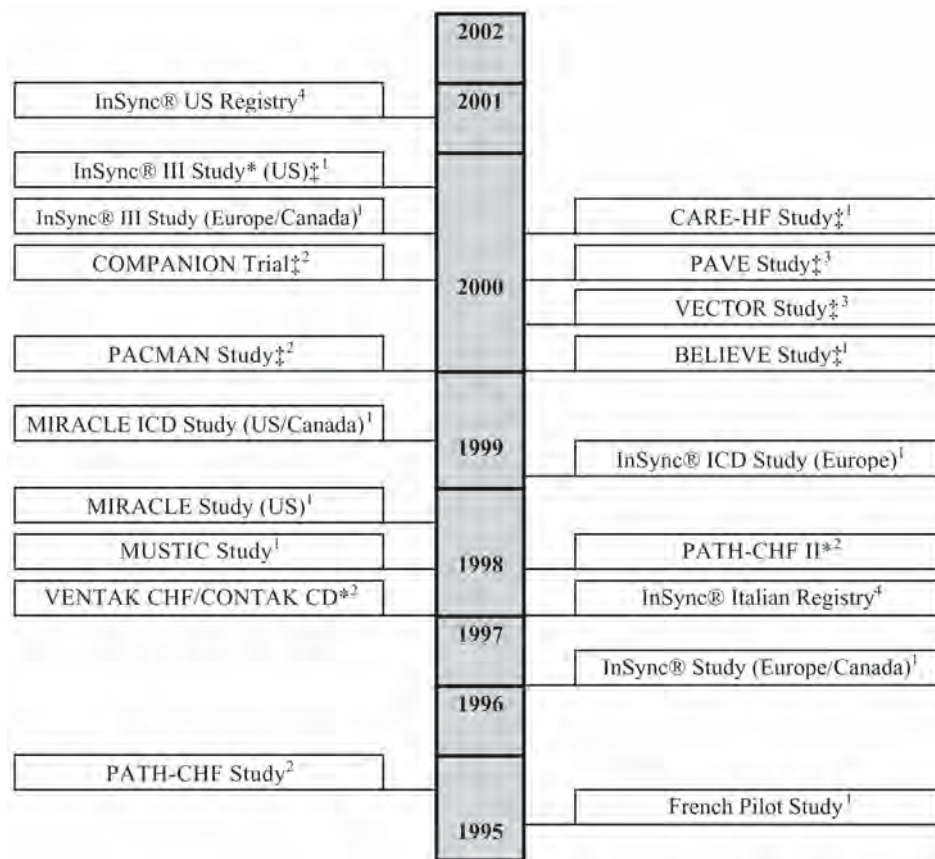 2002
InSync® US Registry⁴
2001
InSync® III Study* (US)‡¹
InSync® III Study (Europe/Canada)¹
CARE-HF Study‡¹
COMPANION Trial‡²
PAVE Study‡³
2000
VECTOR Study‡³
PACMAN Study‡²
BELIEVE Study‡¹
MIRACLE ICD Study (US/Canada)¹
1999
InSync® ICD Study (Europe)¹
MIRACLE Study (US)¹
MUSTIC Study¹
PATH-CHF II*²
1998
VENTAK CHF/CONTAK CD*²
InSync® Italian Registry⁴
1997
InSync® Study (Europe/Canada)¹
1996
PATH-CHF Study²
French Pilot Study¹
1995